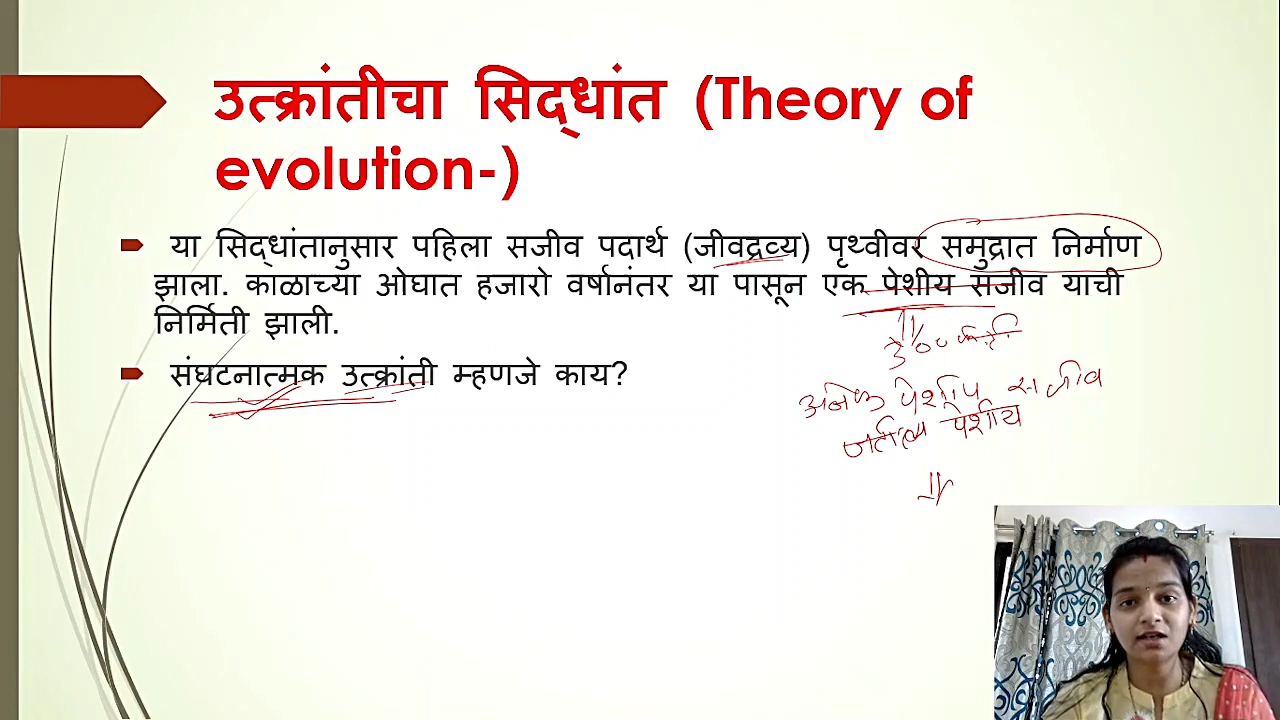 उत्क्रांतीचा सिद्धांत (Theory of
evolution-)
या सिद्धांतानुसार पहिला सजीव पदार्थ (जीवद्रव्य) पृथ्वीवर समुद्रात निर्माण
झाला. काळाच्या ओघात हजारो वर्षानंतर या पासून एक पेशीय सजीव याची
निर्मिती झाली.
संघटनात्मक उत्क्रांती म्हणजे काय?
पेशीय सजीव
पेशीय